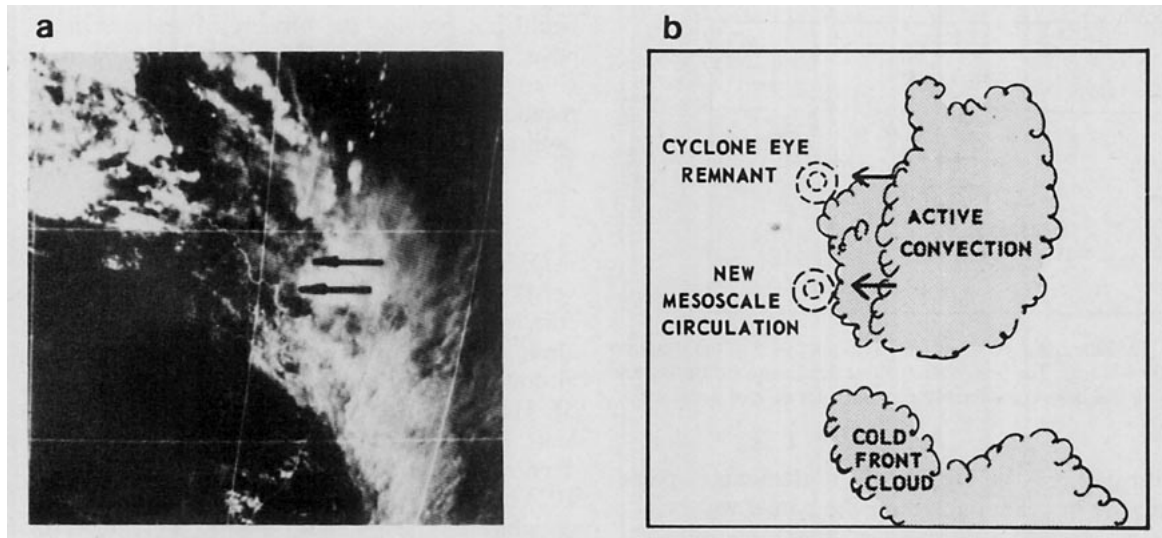 a
b
CYCLONE EYE
REMNANT
ACTIVE
CONVECTION
NEW
MESOSCALE
CIRCULATION
COLD
FRONT
CLOUD